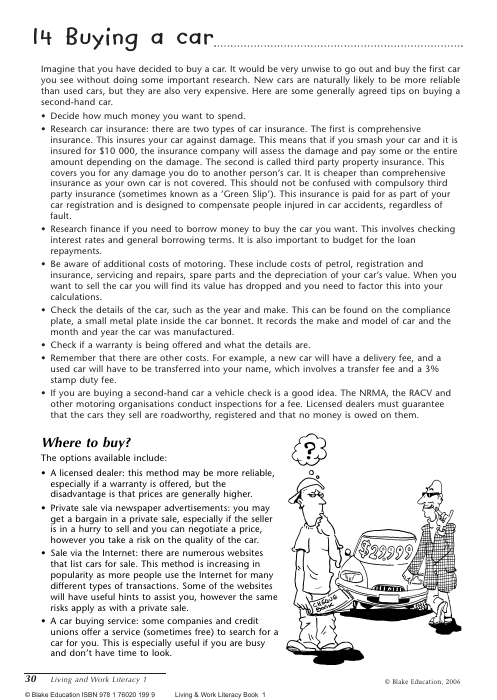 14 Buying a car
Imagine that you have decided to buy a car. It would be very unwise to go out and buy the first car
you see without doing some important research. New cars are naturally likely to be more reliable
than used cars, but they are also very expensive. Here are some generally agreed tips on buying a
second-hand car.
• Decide how much money you want to spend.
• Research car insurance: there are two types of car insurance. The first is comprehensive
insurance. This insures your car against damage. This means that if you smash your car and it is
insured for $10 000, the insurance company will assess the damage and pay some or the entire
amount depending on the damage. The second is called third party property insurance. This
covers you for any damage you do to another person's car. It is cheaper than comprehensive
insurance as your own car is not covered. This should not be confused with compulsory third
party insurance (sometimes known as a 'Green Slip'). This insurance is paid for as part of your
car registration and is designed to compensate people injured in car accidents, regardless of
fault.
• Research finance if you need to borrow money to buy the car you want. This involves checking
interest rates and general borrowing terms. It is also important to budget for the loan
repayments.
• Be aware of additional costs of motoring. These include costs of petrol, registration and
insurance, servicing and repairs, spare parts and the depreciation of your car's value. When you
want to sell the car you will find its value has dropped and you need to factor this into your
calculations.
• Check the details of the car, such as the year and make. This can be found on the compliance
plate, a small metal plate inside the car bonnet. It records the make and model of car and the
month and year the car was manufactured.
• Check if a warranty is being offered and what the details are.
• Remember that there are other costs. For example, a new car will have a delivery fee, and a
used car will have to be transferred into your name, which involves a transfer fee and a 3%
stamp duty fee.
• If you are buying a second-hand car a vehicle check is a good idea. The NRMA, the RACV and
other motoring organisations conduct inspections for a fee. Licensed dealers must guarantee
that the cars they sell are roadworthy, registered and that no money is owed on them.
Where to buy?
The options available include:
• A licensed dealer: this method may be more reliable,
especially if a warranty is offered, but the
disadvantage is that prices are generally higher.
• Private sale via newspaper advertisements: you may
get a bargain in a private sale, especially if the seller
is in a hurry to sell and you can negotiate a price,
however you take a risk on the quality of the car.
• Sale via the Internet: there are numerous websites
that list cars for sale. This method is increasing in
popularity as more people use the Internet for many
different types of transactions. Some of the websites
will have useful hints to assist you, however the same
risks apply as with a private sale.
• A car buying service: some companies and credit
unions offer a service (sometimes free) to search for a
car for you. This is especially useful if you are busy
and don't have time to look.
?
$29,999
CHEQUE
BOOK
30 Living and Work Literacy 1
© Blake Education, 2006
© Blake Education ISBN 978 1 76020 199 9 Living & Work Literacy Book 1